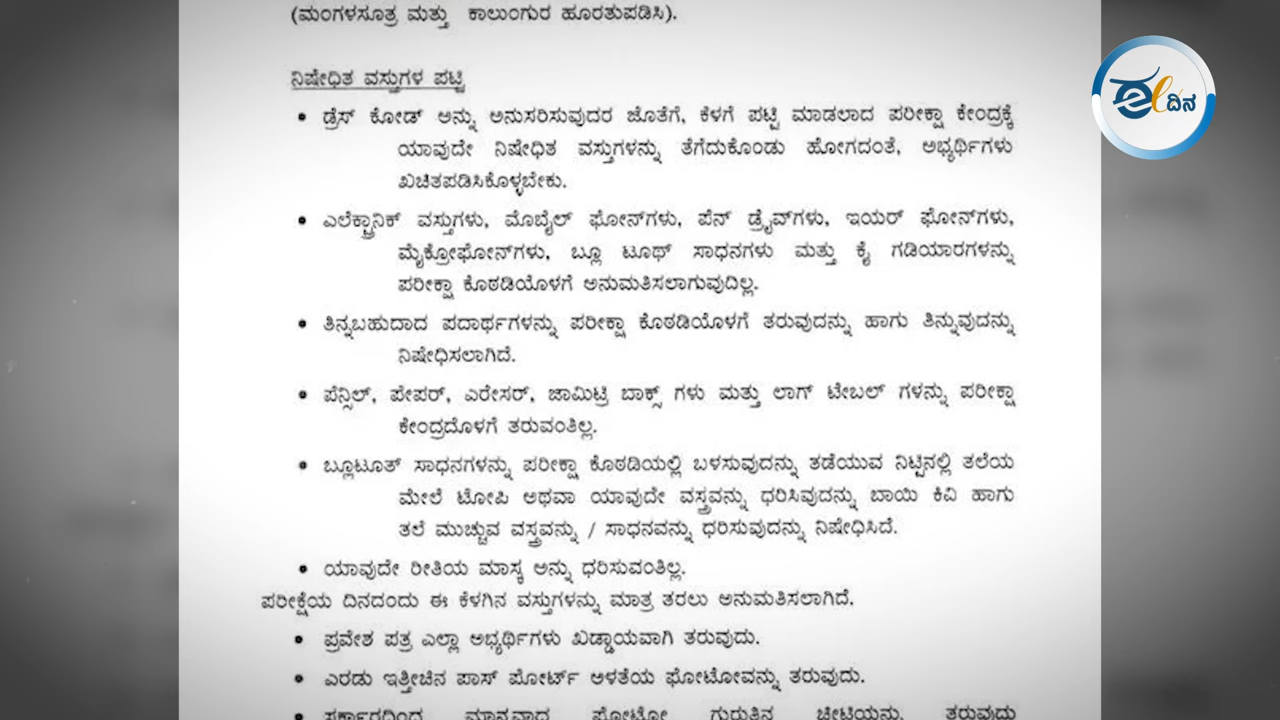 (ಮಂಗಳಸೂತ್ರ ಮತ್ತು ಕಾಲುಂಗುರ ಹೂರತುಪಡಿಸಿ).
ನಿಷೇಧಿತ ವಸ್ತುಗಳ ಪಟ್ಟಿ
• ಡ್ರೆಸ್ ಕೋಡ್ ಅನ್ನು ಅನುಸರಿಸುವುದರ ಜೊತೆಗೆ, ಕೆಳಗೆ ಪಟ್ಟಿ ಮಾಡಲಾದ ಪರೀಕ್ಷಾ ಕೇಂದ್ರಕ್ಕೆ
ಯಾವುದೇ ನಿಷೇಧಿತ ವಸ್ತುಗಳನ್ನು ತೆಗೆದುಕೊಂಡು ಹೋಗದಂತೆ, ಅಭ್ಯರ್ಥಿಗಳು
ಖಚಿತಪಡಿಸಿಕೊಳ್ಳಬೇಕು.
• ಎಲೆಕ್ಟ್ರಾನಿಕ್ ವಸ್ತುಗಳು, ಮೊಬೈಲ್ ಫೋನ್‌ಗಳು, ಪೆನ್ ಡ್ರೈವ್‌ಗಳು, ಇಯರ್ ಫೋನ್‌ಗಳು,
ಮೈಕ್ರೋಫೋನ್‌ಗಳು, ಬ್ಲೂ ಟೂಥ್ ಸಾಧನಗಳು ಮತ್ತು ಕೈ ಗಡಿಯಾರಗಳನ್ನು
ಪರೀಕ್ಷಾ ಕೊಠಡಿಯೊಳಗೆ ಅನುಮತಿಸಲಾಗುವುದಿಲ್ಲ.
• ತಿನ್ನಬಹುದಾದ ಪದಾರ್ಥಗಳನ್ನು ಪರೀಕ್ಷಾ ಕೊಠಡಿಯೊಳಗೆ ತರುವುದನ್ನು ಹಾಗು ತಿನ್ನುವುದನ್ನು
ನಿಷೇಧಿಸಲಾಗಿದೆ.
• ಪೆನ್ಸಿಲ್, ಪೇಪರ್, ಎರೇಸರ್, ಜಾಮಿಟ್ರಿ ಬಾಕ್ಸ್ ಗಳು ಮತ್ತು ಲಾಗ್ ಟೇಬಲ್ ಗಳನ್ನು ಪರೀಕ್ಷಾ
ಕೇಂದ್ರದೊಳಗೆ ತರುವಂತಿಲ್ಲ.
• ಬ್ಲೂಟೂತ್ ಸಾಧನಗಳನ್ನು ಪರೀಕ್ಷಾ ಕೊಠಡಿಯಲ್ಲಿ ಬಳಸುವುದನ್ನು ತಡೆಯುವ ನಿಟ್ಟಿನಲ್ಲಿ ತಲೆಯ
ಮೇಲೆ ಟೋಪಿ ಅಥವಾ ಯಾವುದೇ ವಸ್ತ್ರವನ್ನು ಧರಿಸಿವುದನ್ನು ಬಾಯಿ ಕಿವಿ ಹಾಗು
ತಲೆ ಮುಚ್ಚುವ ವಸ್ತ್ರವನ್ನು / ಸಾಧನವನ್ನು ಧರಿಸುವುದನ್ನು ನಿಷೇಧಿಸಿದೆ.
• ಯಾವುದೇ ರೀತಿಯ ಮಾಸ್ಕ ಅನ್ನು ಧರಿಸುವಂತಿಲ್ಲ.
ಪರೀಕ್ಷೆಯ ದಿನದಂದು ಈ ಕೆಳಗಿನ ವಸ್ತುಗಳನ್ನು ಮಾತ್ರ ತರಲು ಅನುಮತಿಸಲಾಗಿದೆ.
• ಪ್ರವೇಶ ಪತ್ರ ಎಲ್ಲಾ ಅಭ್ಯರ್ಥಿಗಳು ಖಡ್ಡಾಯವಾಗಿ ತರುವುದು.
• ಎರಡು ಇತ್ತೀಚಿನ ಪಾಸ್ ಪೋರ್ಟ್ ಅಳತೆಯ ಫೋಟೋವನ್ನು ತರುವುದು.
• ಸರ್ಕಾರದಿಂದ ಮಾನ್ಯವಾದ ಫೋಟೋ ಗುರುತಿನ ಚೀಟಿಯನ್ನು ತರುವುದು
ದಿನ